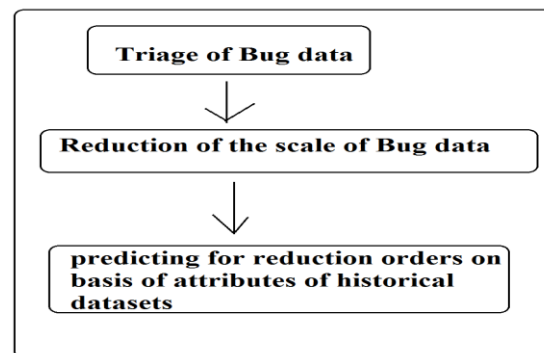 Triage of Bug data
Reduction of the scale of Bug data
predicting for reduction orders on
basis of attributes of historical
datasets